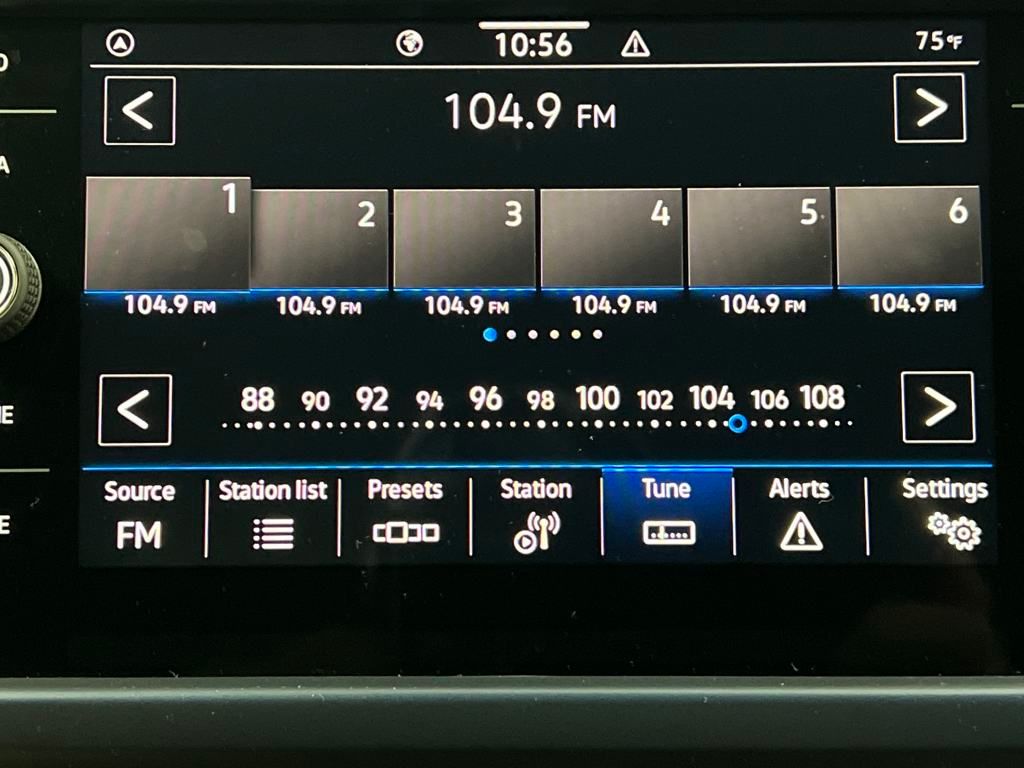 10:56 75°F
104.9 FM
1 2 3 4 5 6
104.9 FM 104.9 FM 104.9 FM 104.9 FM 104.9 FM 104.9 FM
88 90 92 94 96 98 100 102 104 106 108
Source Station list Presets Station Tune Alerts Settings
FM